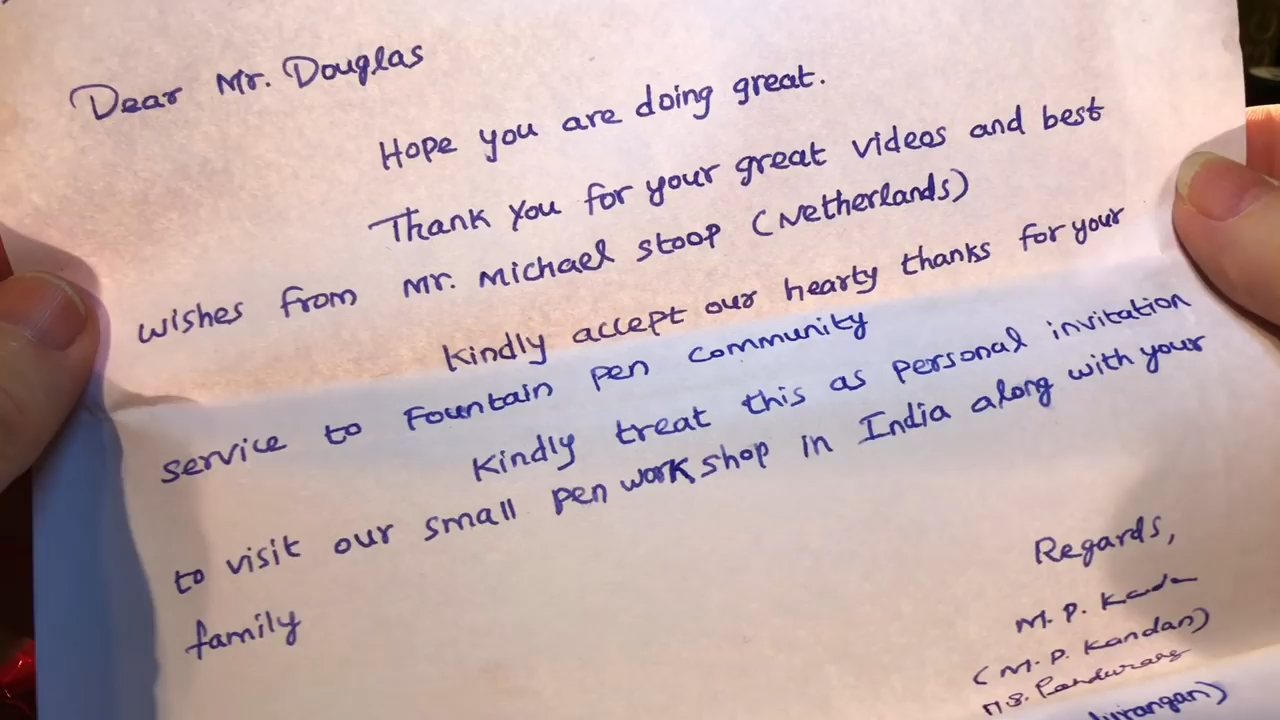 Dear Mr. Douglas
Hope you are doing great.
Thank you for your great videos and best
wishes from Mr. Michael Stoop (Netherlands)
Kindly accept our hearty thanks for your
service to Fountain pen community
Kindly treat this as personal invitation
to visit our small pen workshop in India along with your
family
Regards,
M. P. Kanda
(M. P. Kandan)
M.S. Pandurang
urangan)